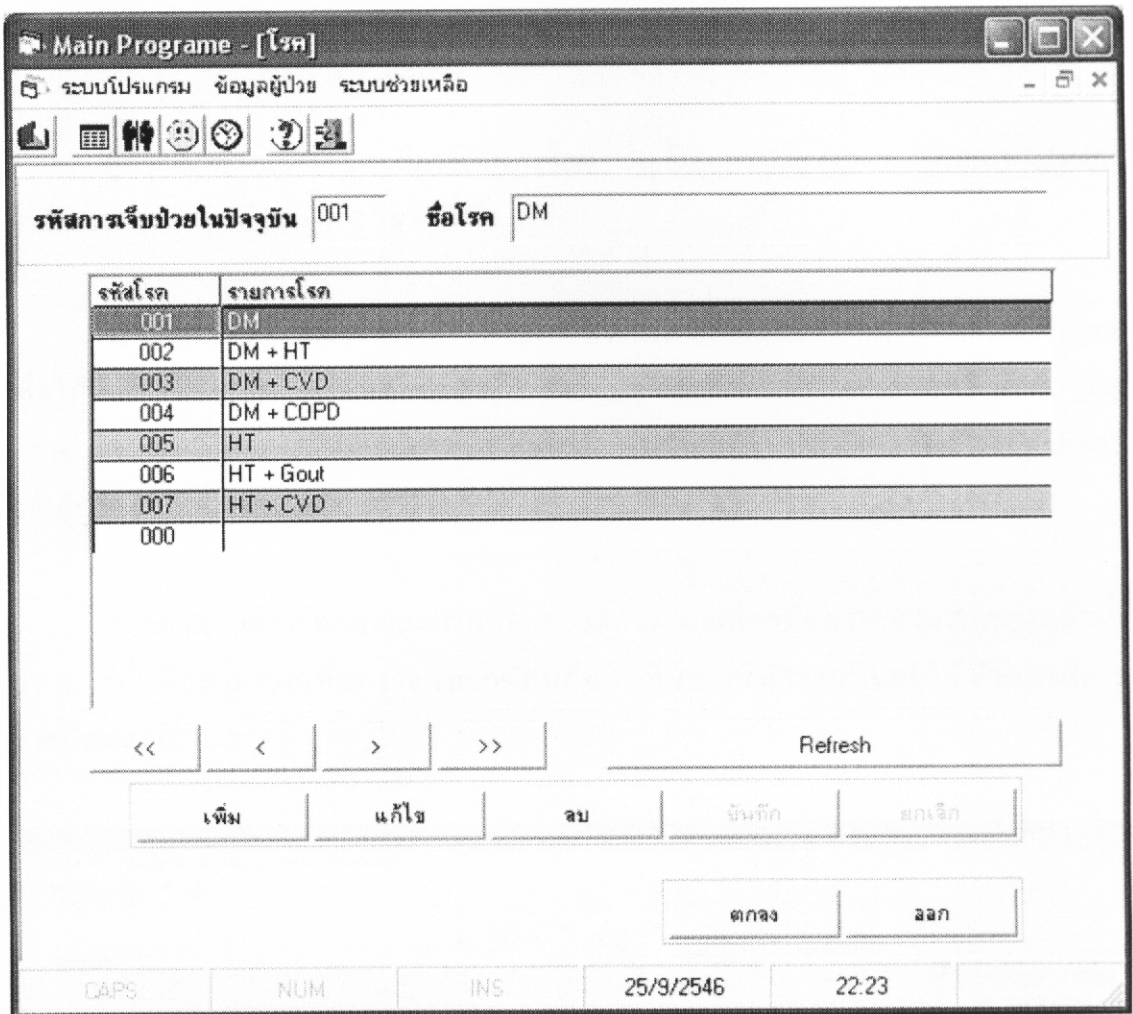 Main Programe - [โรค]
ระบบโปรแกรม ข้อมูลผู้ป่วย ระบบช่วยเหลือ
รหัสการเจ็บป่วยในปัจจุบัน 001 ชื่อโรค DM
รหัสโรค รายการโรค
001 DM
002 DM + HT
003 DM + CVD
004 DM + COPD
005 HT
006 HT + Gout
007 HT + CVD
000
<< < > >> Refresh
เพิ่ม แก้ไข ลบ บันทึก ยกเลิก
ตกลง ออก
CAPS NUM INS 25/9/2546 22:23